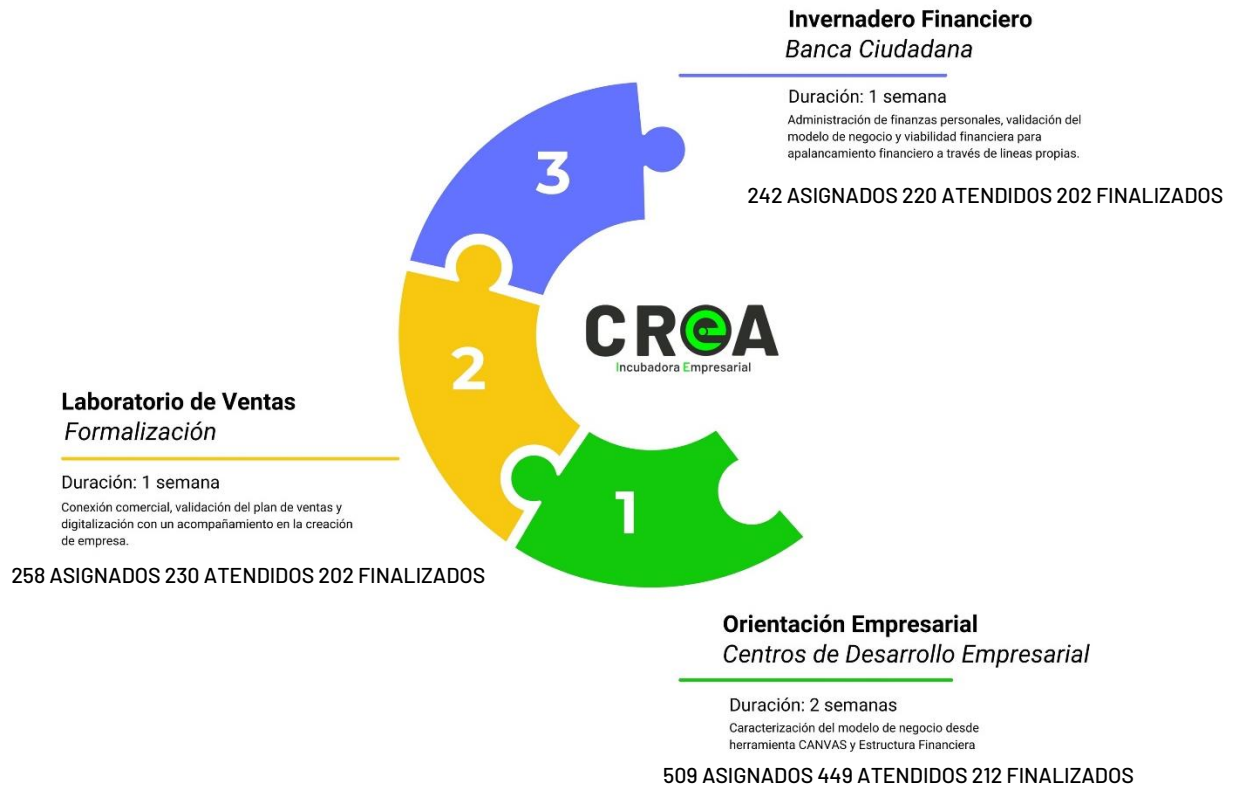 Invernadero Financiero
Banca Ciudadana
Duración: 1 semana
Administración de finanzas personales, validación del
modelo de negocio y viabilidad financiera para
apalancamiento financiero a través de lineas propias.
242 ASIGNADOS 220 ATENDIDOS 202 FINALIZADOS
3
2
1
CREA
Incubadora Empresarial
Laboratorio de Ventas
Formalización
Duración: 1 semana
Conexión comercial, validación del plan de ventas y
digitalización con un acompañamiento en la creación
de empresa.
258 ASIGNADOS 230 ATENDIDOS 202 FINALIZADOS
Orientación Empresarial
Centros de Desarrollo Empresarial
Duración: 2 semanas
Caracterización del modelo de negocio desde
herramienta CANVAS y Estructura Financiera
509 ASIGNADOS 449 ATENDIDOS 212 FINALIZADOS